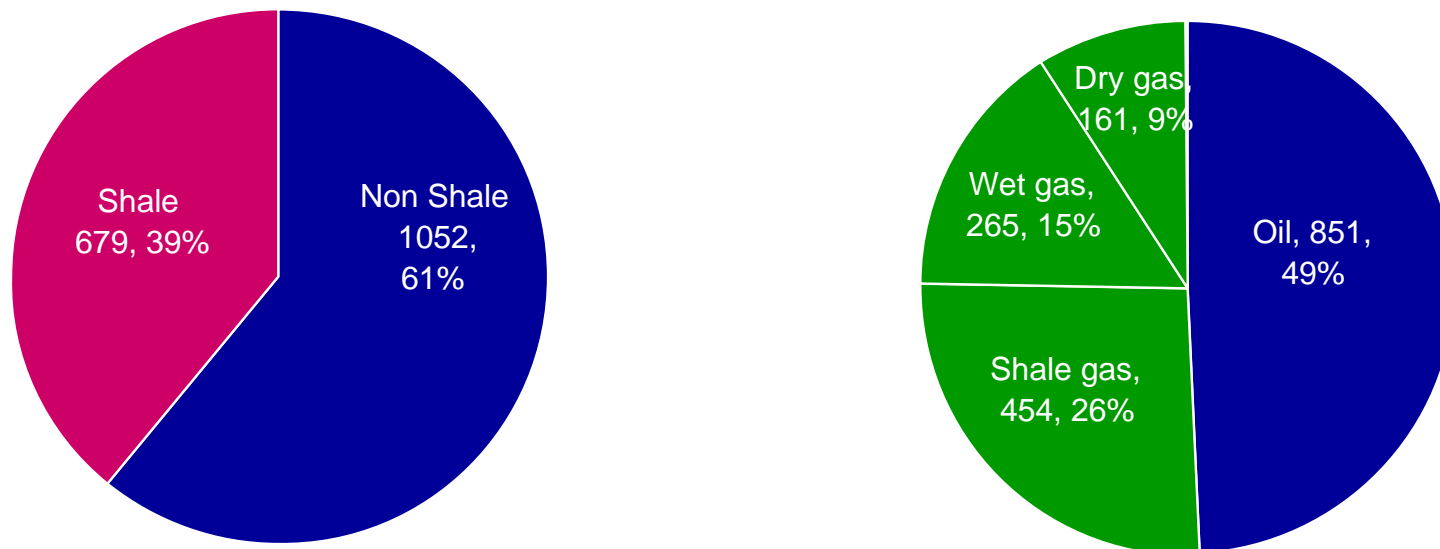 Shale
679, 39%
Non Shale
1052,
61%
Dry gas,
161, 9%
Wet gas,
265, 15%
Oil, 851,
49%
Shale gas,
454, 26%